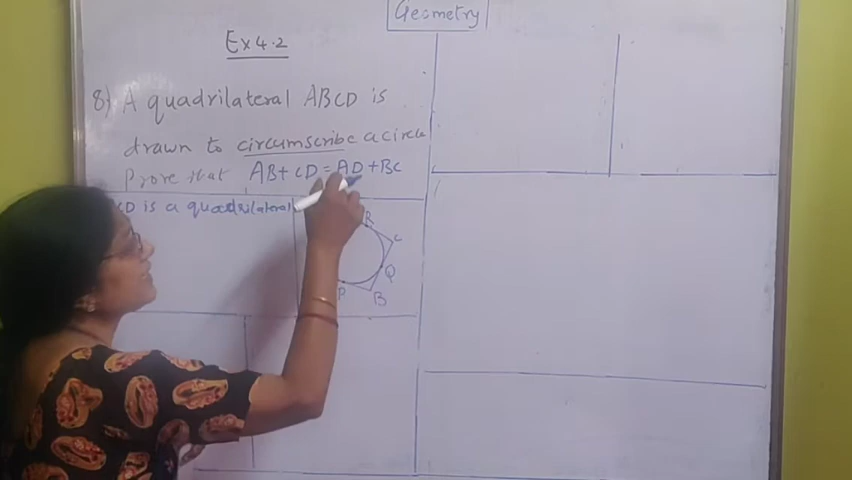 Geometry
Ex 4.2
8) A quadrilateral ABCD is
drawn to circumscribe a circle
Prove that AB+CD=AD+BC
CD is a quadrilateral
R
C
Q
P
B